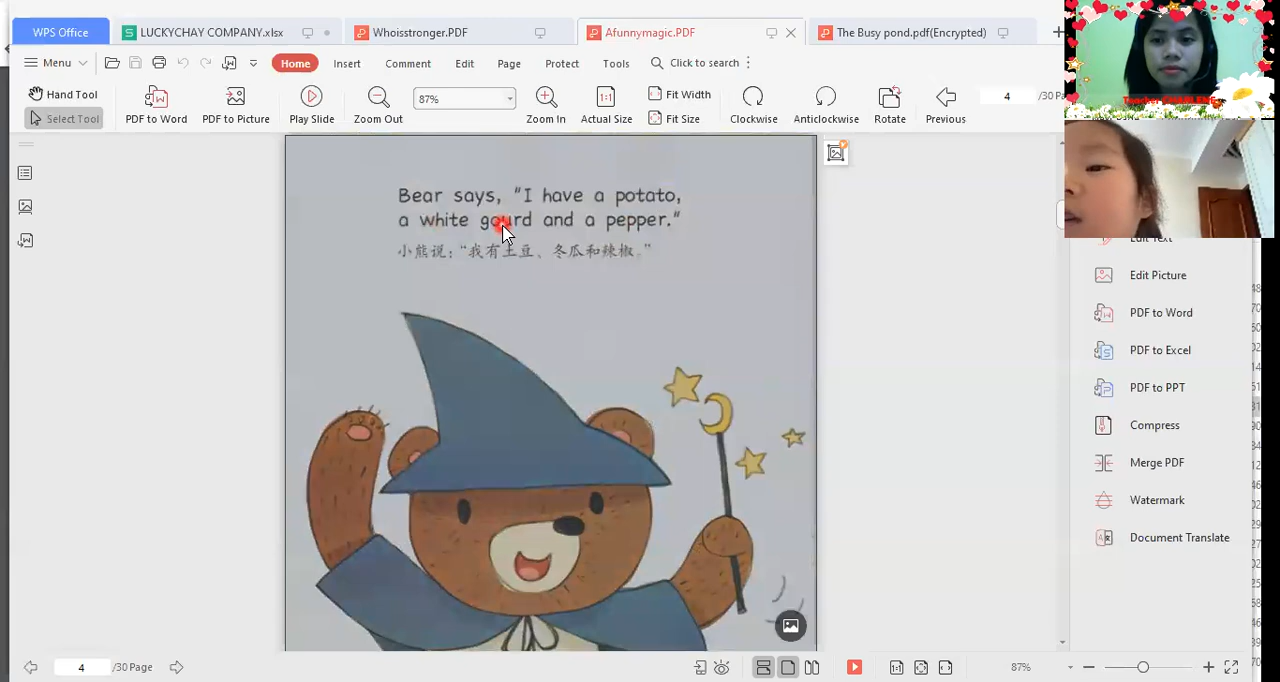 WPS Office
LUCKYCHAY COMPANY.xlsx
Whoisstronger.PDF
Afunnymagic.PDF
The Busy pond.pdf(Encrypted)
Menu
Home
Insert
Comment
Edit
Page
Protect
Tools
Click to search
Hand Tool
Select Tool
PDF to Word
PDF to Picture
Play Slide
Zoom Out
87%
Zoom In
Actual Size
Fit Width
Fit Size
Clockwise
Anticlockwise
Rotate
Previous
4
/30
Bear says, "I have a potato,
a white gourd and a pepper."
小熊说：“我有土豆、冬瓜和辣椒。”
Edit Text
Edit Picture
PDF to Word
PDF to Excel
PDF to PPT
Compress
Merge PDF
Watermark
Document Translate
4
/30 Page
87%